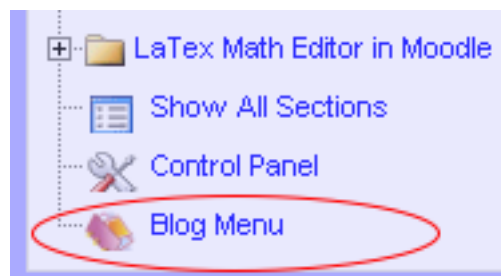 LaTex Math Editor in Moodle
Show All Sections
Control Panel
Blog Menu